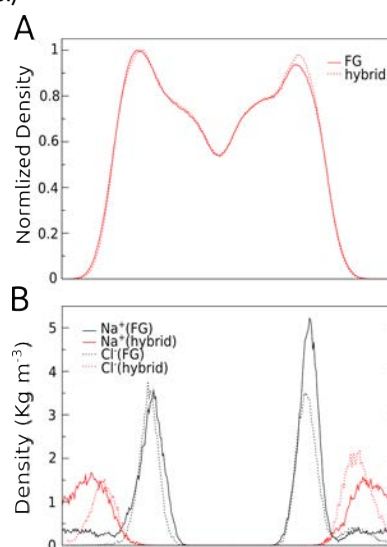 A
1
FG
hybrid
0.8
0.6
0.4
0.2
0
Normlized Density
B
5
Na⁺(FG)
Na⁺(hybrid)
Cl⁻(FG)
Cl⁻(hybrid)
4
3
2
1
0
Density (Kg m⁻³)